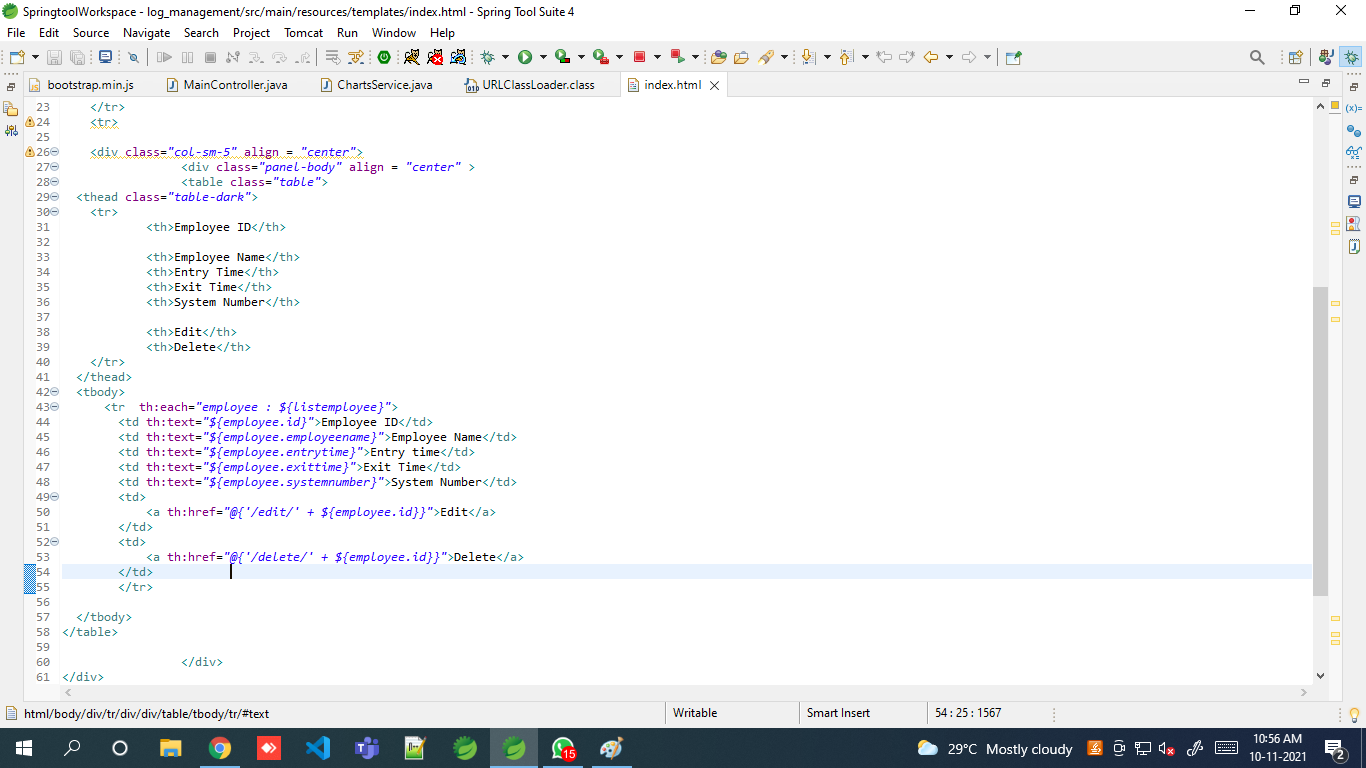 SpringtoolWorkspace - log_management/src/main/resources/templates/index.html - Spring Tool Suite 4
File Edit Source Navigate Search Project Tomcat Run Window Help
bootstrap.min.js MainController.java ChartsService.java URLClassLoader.class index.html
23 </tr>
24 <tr>
25
26 <div class="col-sm-5" align = "center">
27 <div class="panel-body" align = "center" >
28 <table class="table">
29 <thead class="table-dark">
30 <tr>
31 <th>Employee ID</th>
32
33 <th>Employee Name</th>
34 <th>Entry Time</th>
35 <th>Exit Time</th>
36 <th>System Number</th>
37
38 <th>Edit</th>
39 <th>Delete</th>
40 </tr>
41 </thead>
42 <tbody>
43 <tr  th:each="employee : ${listemployee}">
44 <td th:text="${employee.id}">Employee ID</td>
45 <td th:text="${employee.employeename}">Employee Name</td>
46 <td th:text="${employee.entrytime}">Entry time</td>
47 <td th:text="${employee.exittime}">Exit Time</td>
48 <td th:text="${employee.systemnumber}">System Number</td>
49 <td>
50 <a th:href="@{'/edit/' + ${employee.id}}">Edit</a>
51 </td>
52 <td>
53 <a th:href="@{'/delete/' + ${employee.id}}">Delete</a>
54 </td>
55 </tr>
56
57 </tbody>
58 </table>
59
60 </div>
61 </div>
html/body/div/tr/div/div/table/tbody/tr/#text Writable Smart Insert 54 : 25 : 1567
15 29°C Mostly cloudy 10:56 AM
10-11-2021 2